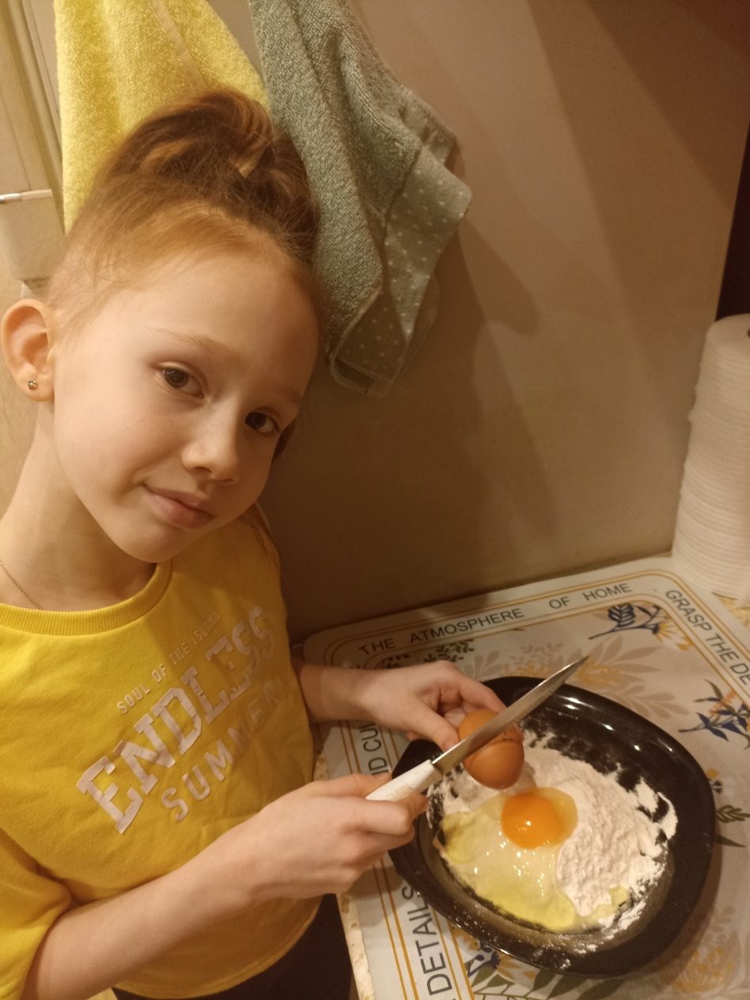 SOUL OF THE ISLAND
ENDLESS
SUMMER
THE ATMOSPHERE OF HOME
GRASP THE DE
DETAILS